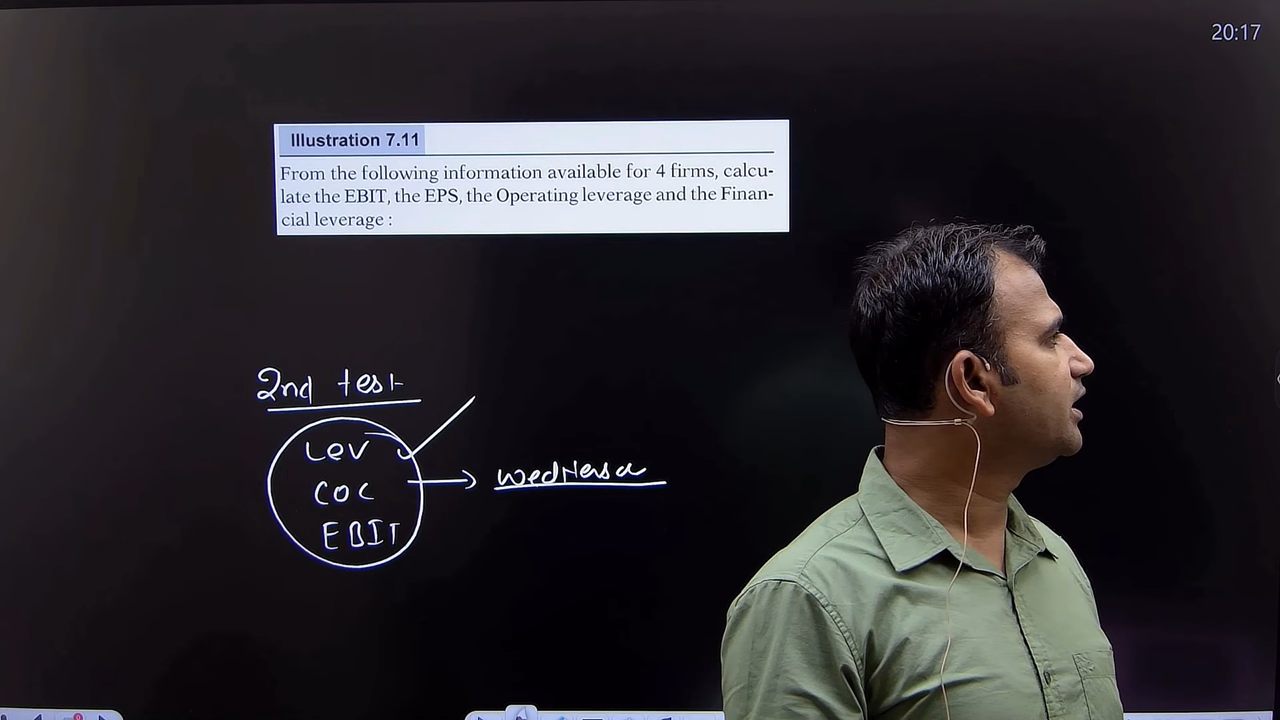 20:17
Illustration 7.11
From the following information available for 4 firms, calcu-
late the EBIT, the EPS, the Operating leverage and the Finan-
cial leverage :
2nd test
Lev
COC
EBIT
wednesda